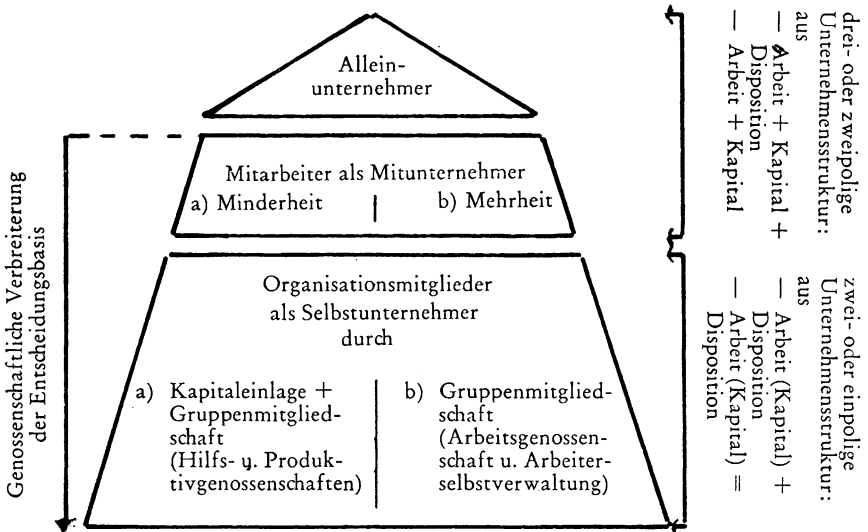 Allein-
unternehmer
Mitarbeiter als Mitunternehmer
a) Minderheit
b) Mehrheit
Organisationsmitglieder
als Selbstunternehmer
durch
a) Kapitaleinlage +
Gruppenmitglied-
schaft
(Hilfs- u. Produk-
tivgenossenschaften)
b) Gruppenmitglied-
schaft
(Arbeitsgenossen-
schaft u. Arbeiter-
selbstverwaltung)
Genossenschaftliche Verbreiterung
der Entscheidungsbasis
drei- oder zweipolige
Unternehmensstruktur:
aus
— Arbeit + Kapital +
Disposition
— Arbeit + Kapital
zwei- oder einpolige
Unternehmensstruktur:
aus
— Arbeit (Kapital) +
Disposition
— Arbeit (Kapital) =
Disposition